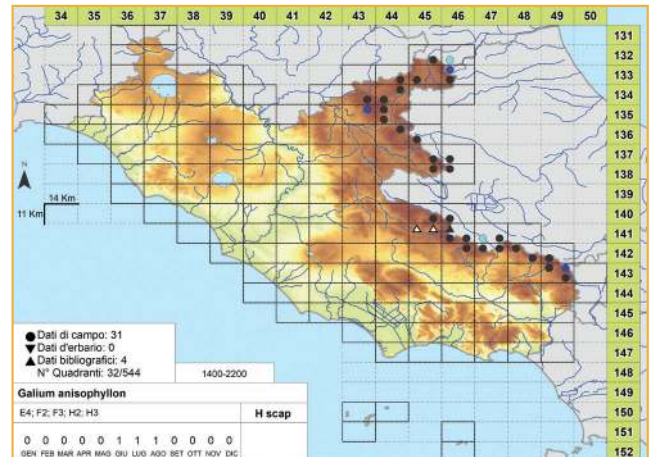 34 35 36 37 38 39 40 41 42 43 44 45 46 47 48 49 50
131
132
133
134
135
136
137
138
139
140
141
142
143
144
145
146
147
148
149
150
151
152
N
14 Km
11 Km
Dati di campo: 31
Dati d'erbario: 0
Dati bibliografici: 4
N° Quadranti: 32/544
1400-2200
Galium anisophyllon
E4; F2; F3; H2; H3 H scap
0 0 0 0 0 1 1 1 0 0 0 0
GEN FEB MAR APR MAG GIU LUG AGO SET OTT NOV DIC